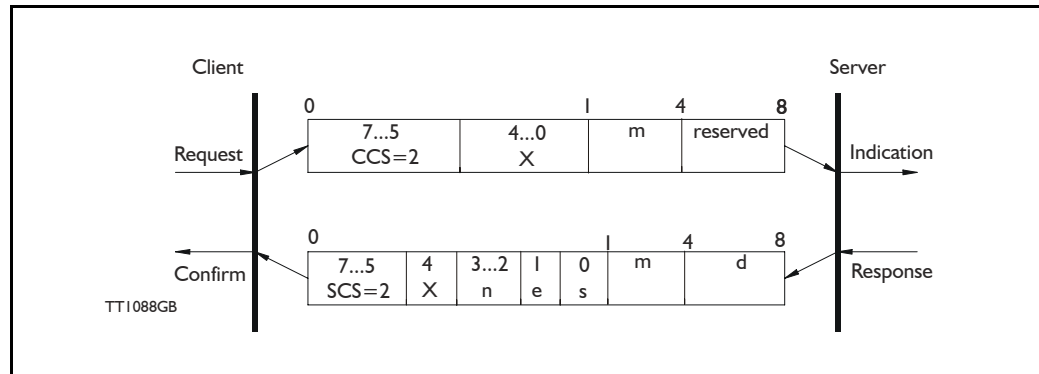 Client Server
0 1 4 8
7...5 4...0 m reserved
CCS=2 X
Request Indication
0 1 4 8
7...5 4 3...2 1 0 m d
SCS=2 X n e s
Confirm Response
TT1088GB